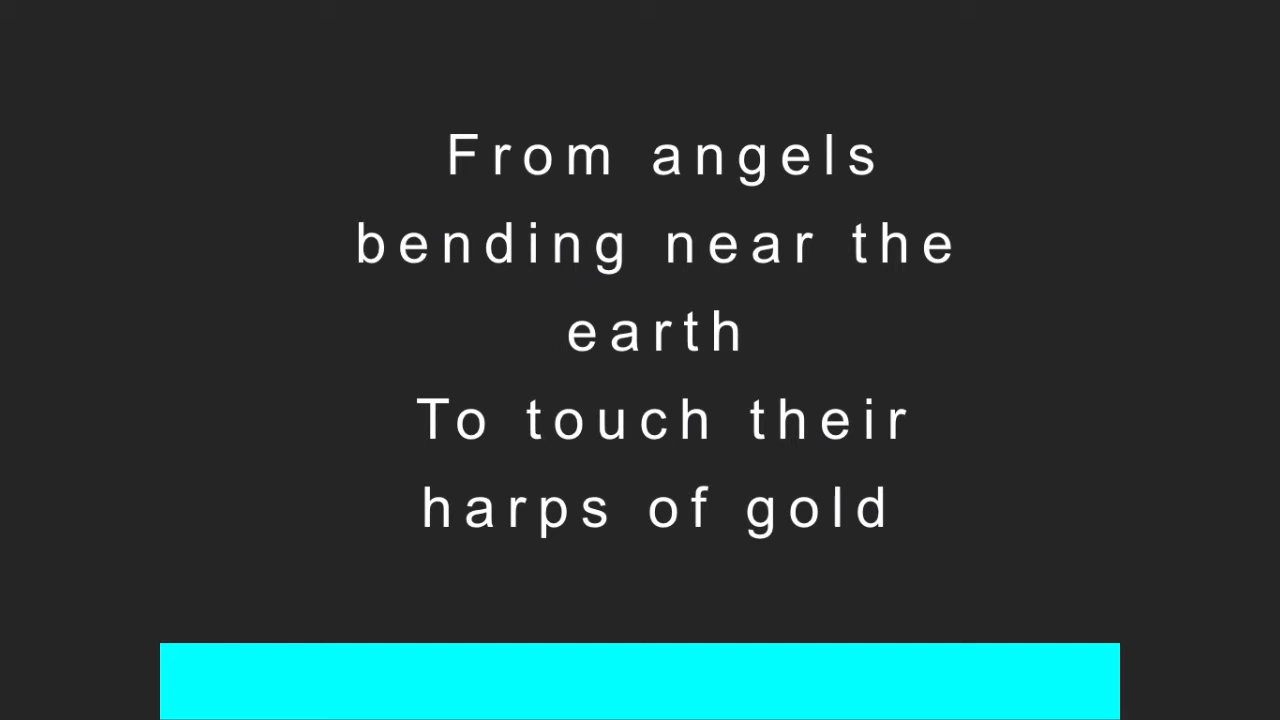 From angels
bending near the
earth
To touch their
harps of gold